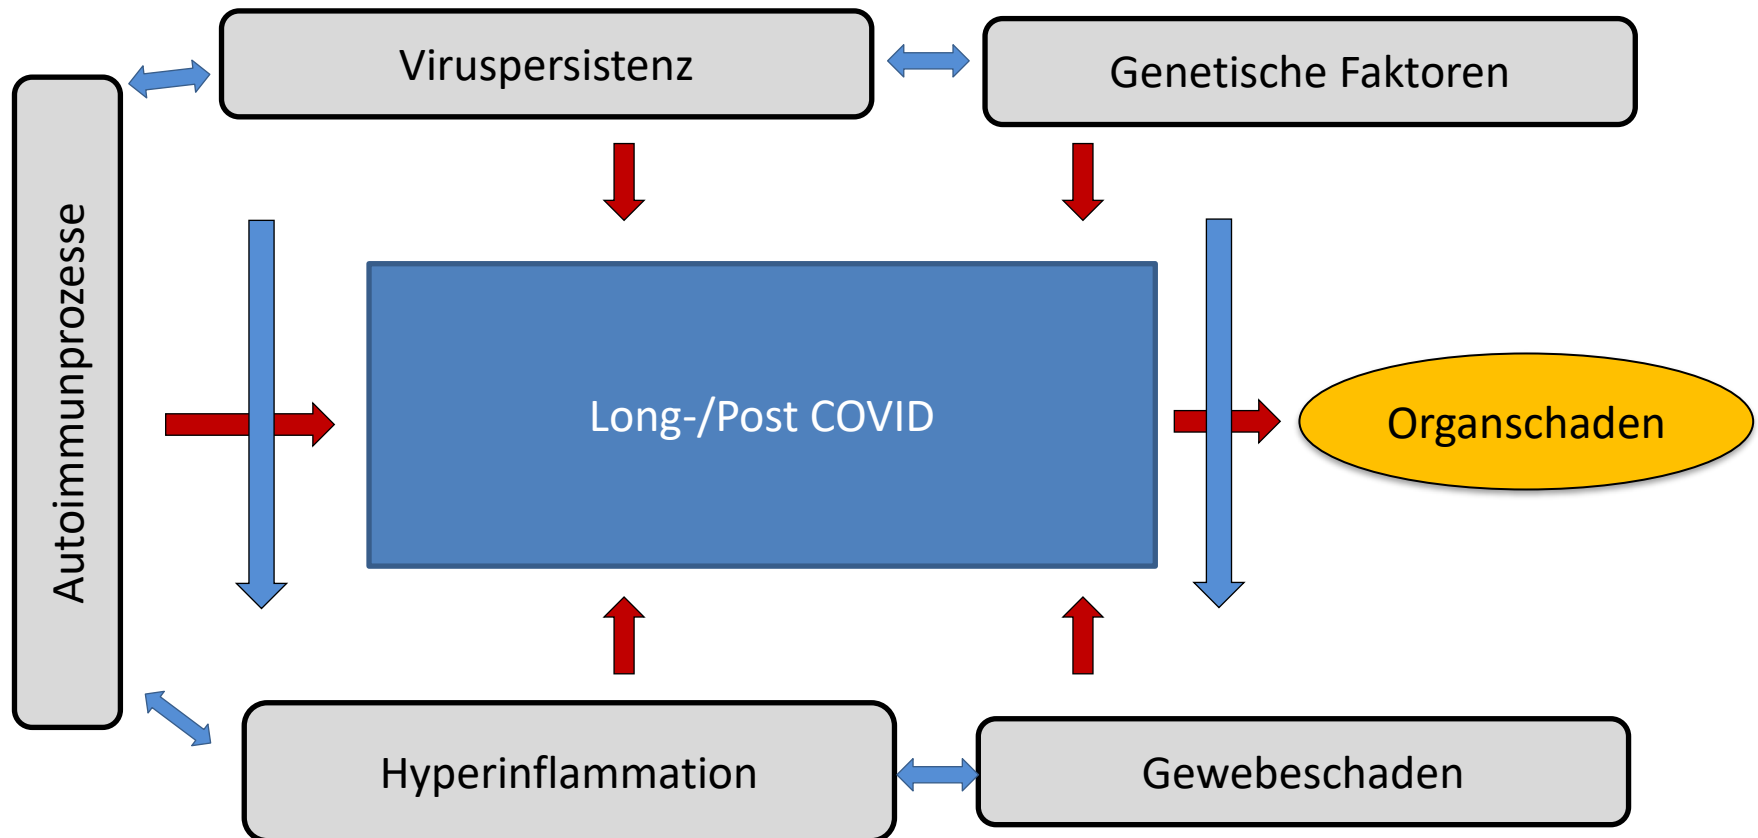 Viruspersistenz
Genetische Faktoren
Autoimmunprozesse
Long-/Post COVID
Organschaden
Hyperinflammation
Gewebeschaden